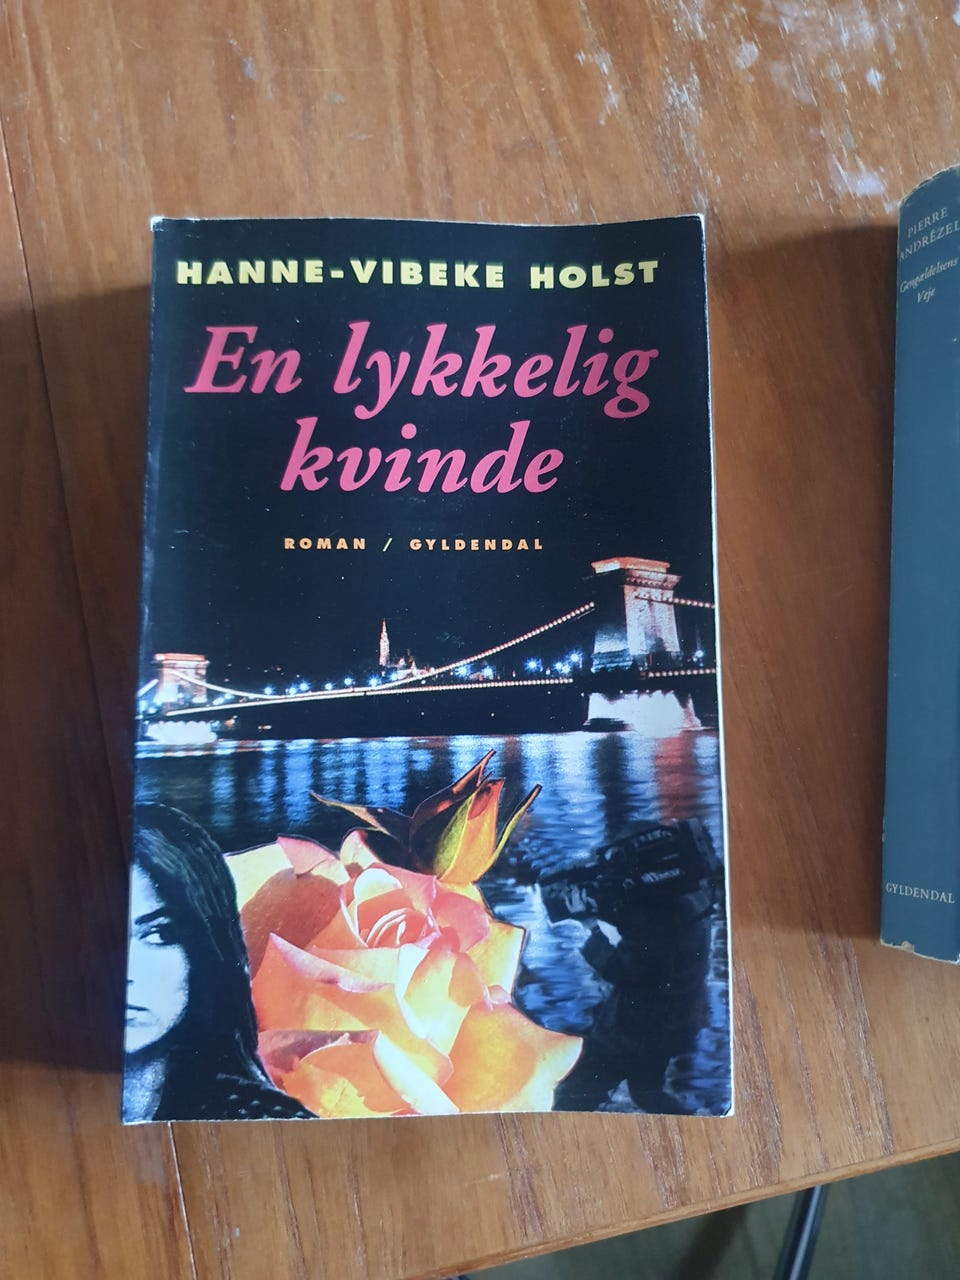 HANNE-VIBEKE HOLST
En lykkelig
kvinde
ROMAN / GYLDENDAL
PIERRE
ANDRÉZEL
Gengældelsens
Veje
GYLDENDAL